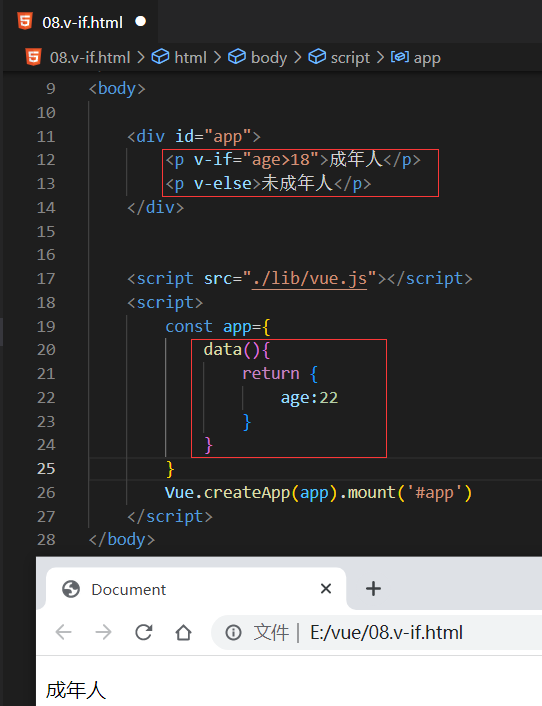 08.v-if.html
08.v-if.html > html > body > script > app
9 <body>
10
11 <div id="app">
12 <p v-if="age>18">成年人</p>
13 <p v-else>未成年人</p>
14 </div>
15
16
17 <script src="./lib/vue.js"></script>
18 <script>
19 const app={
20 data(){
21 return {
22 age:22
23 }
24 }
25 }
26 Vue.createApp(app).mount('#app')
27 </script>
28 </body>
Document
文件 | E:/vue/08.v-if.html
成年人